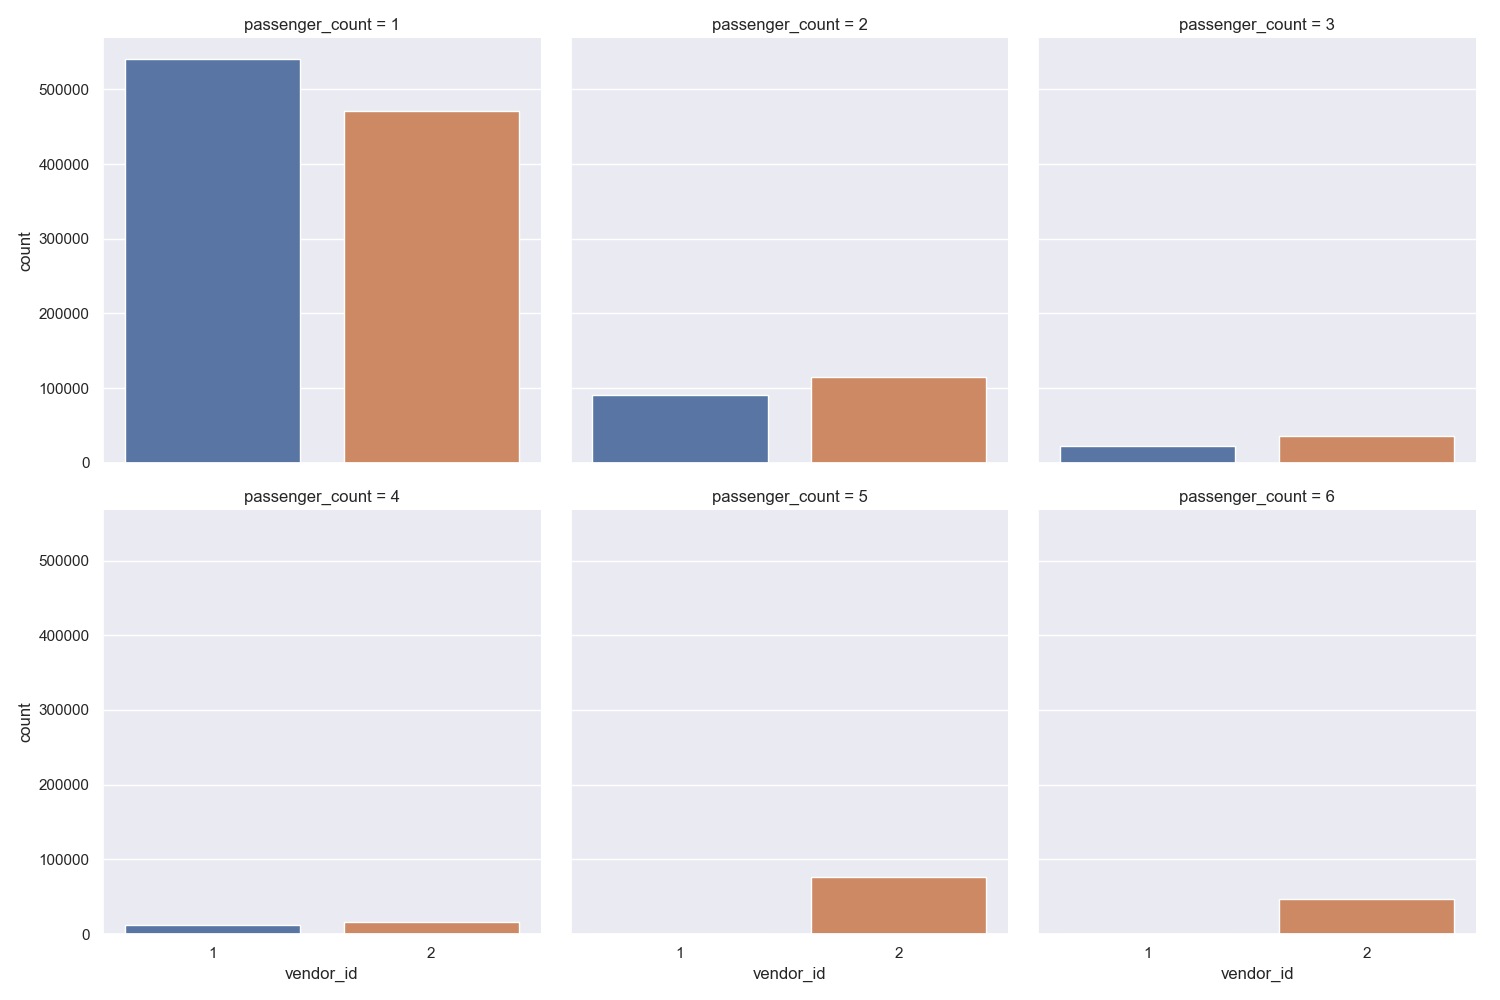 passenger_count = 1
passenger_count = 2
passenger_count = 3
500000
400000
300000
200000
100000
0
count
passenger_count = 4
passenger_count = 5
passenger_count = 6
500000
400000
300000
200000
100000
0
count
1 2
1 2
1 2
vendor_id
vendor_id
vendor_id